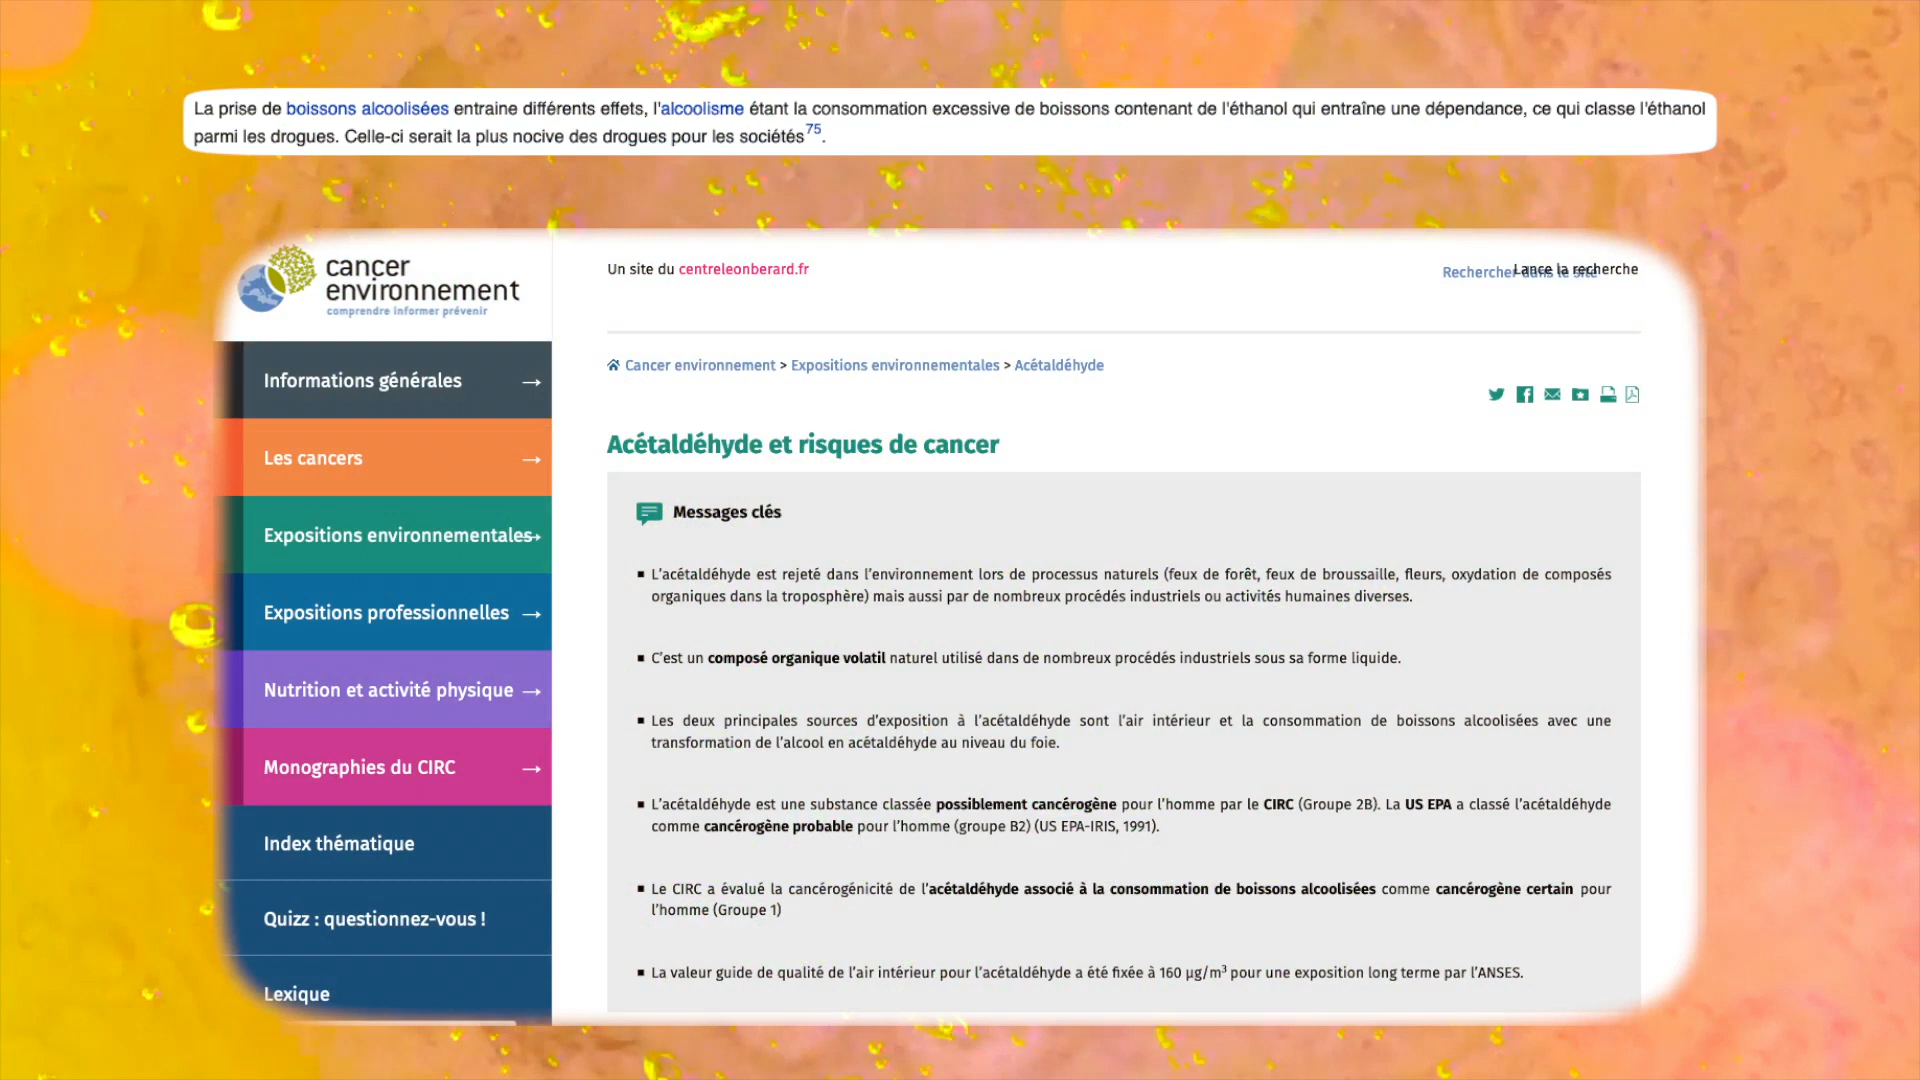 La prise de boissons alcoolisées entraine différents effets, l'alcoolisme étant la consommation excessive de boissons contenant de l'éthanol qui entraîne une dépendance, ce qui classe l'éthanol
parmi les drogues. Celle-ci serait la plus nocive des drogues pour les sociétés75.
cancer
environnement
comprendre informer prévenir
Un site du centreleonberard.fr
Rechercher dans le site
Lance la recherche
Informations générales →
Les cancers →
Expositions environnementales→
Expositions professionnelles →
Nutrition et activité physique →
Monographies du CIRC →
Index thématique
Quizz : questionnez-vous !
Lexique
Cancer environnement > Expositions environnementales > Acétaldéhyde
Acétaldéhyde et risques de cancer
Messages clés
▪ L'acétaldéhyde est rejeté dans l'environnement lors de processus naturels (feux de forêt, feux de broussaille, fleurs, oxydation de composés
organiques dans la troposphère) mais aussi par de nombreux procédés industriels ou activités humaines diverses.
▪ C'est un composé organique volatil naturel utilisé dans de nombreux procédés industriels sous sa forme liquide.
▪ Les deux principales sources d'exposition à l'acétaldéhyde sont l'air intérieur et la consommation de boissons alcoolisées avec une
transformation de l'alcool en acétaldéhyde au niveau du foie.
▪ L'acétaldéhyde est une substance classée possiblement cancérogène pour l'homme par le CIRC (Groupe 2B). La US EPA a classé l'acétaldéhyde
comme cancérogène probable pour l'homme (groupe B2) (US EPA-IRIS, 1991).
▪ Le CIRC a évalué la cancérogénicité de l'acétaldéhyde associé à la consommation de boissons alcoolisées comme cancérogène certain pour
l'homme (Groupe 1)
▪ La valeur guide de qualité de l'air intérieur pour l'acétaldéhyde a été fixée à 160 µg/m³ pour une exposition long terme par l'ANSES.